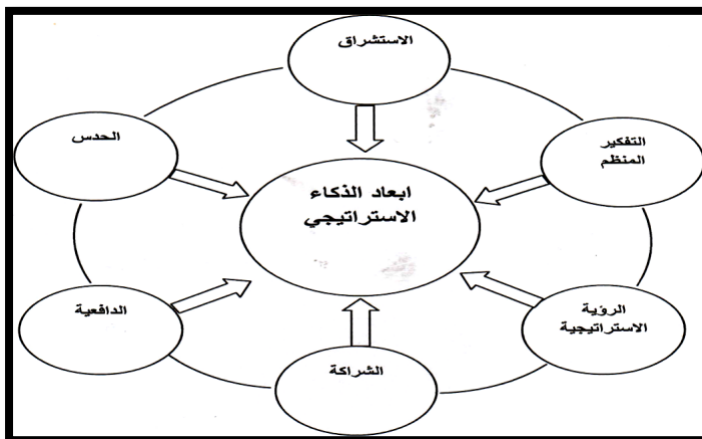 الاستشراق
التفكير
المنظم
الحدس
ابعاد الذكاء
الاستراتيجي
الرؤية
الاستراتيجية
الدافعية
الشراكة